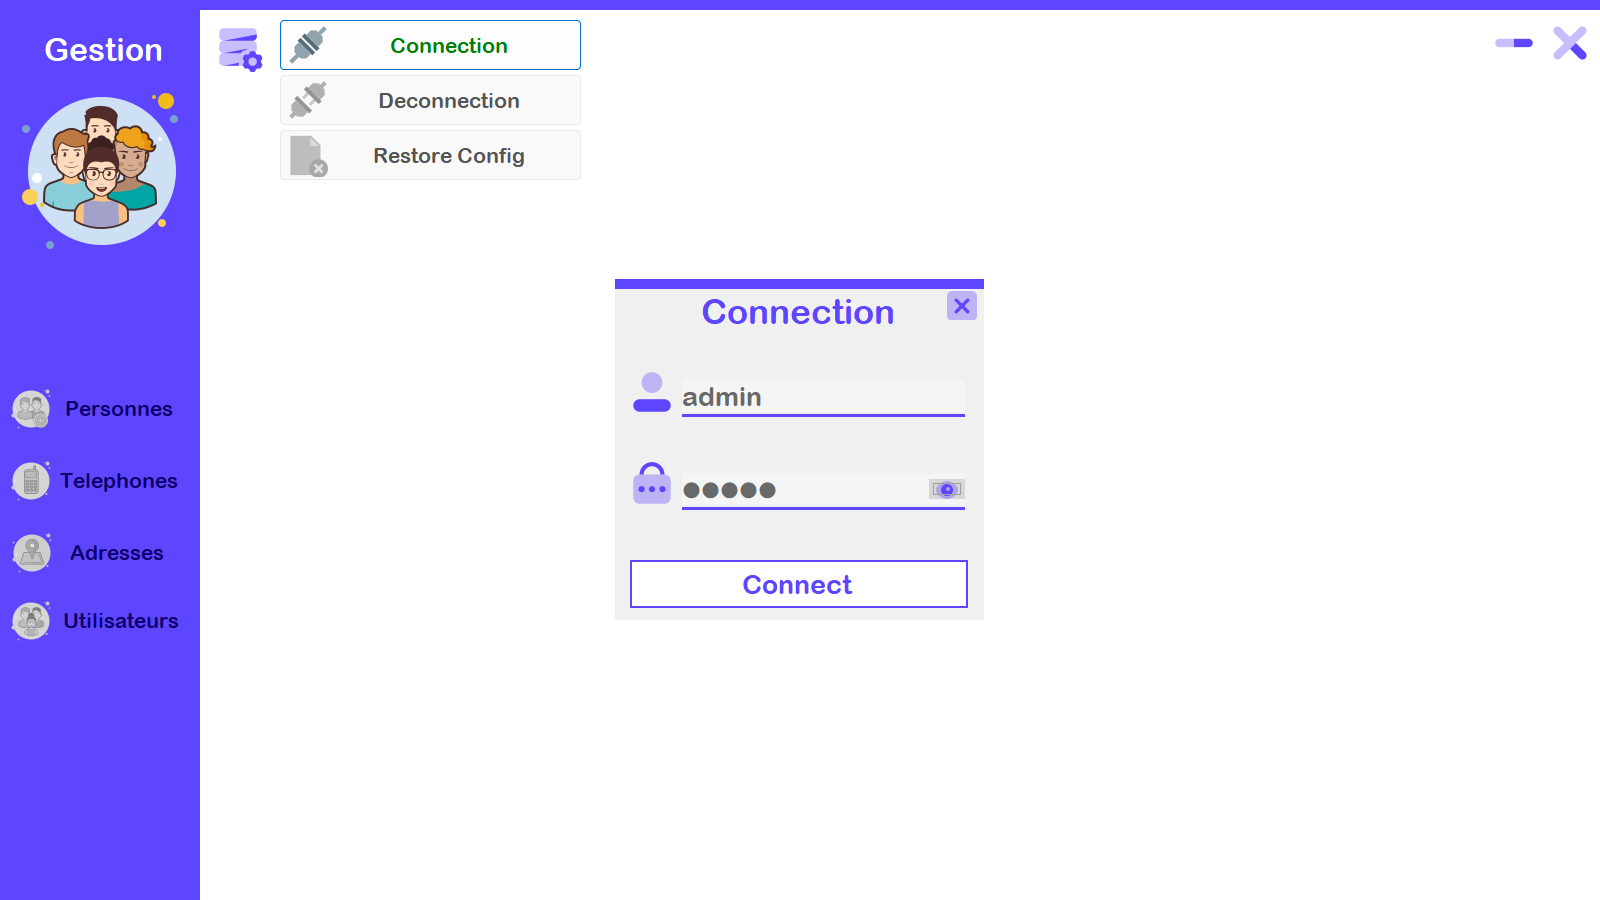 Gestion
Connection
Deconnection
Restore Config
Connection
admin
●●●●●
Connect
Personnes
Telephones
Adresses
Utilisateurs